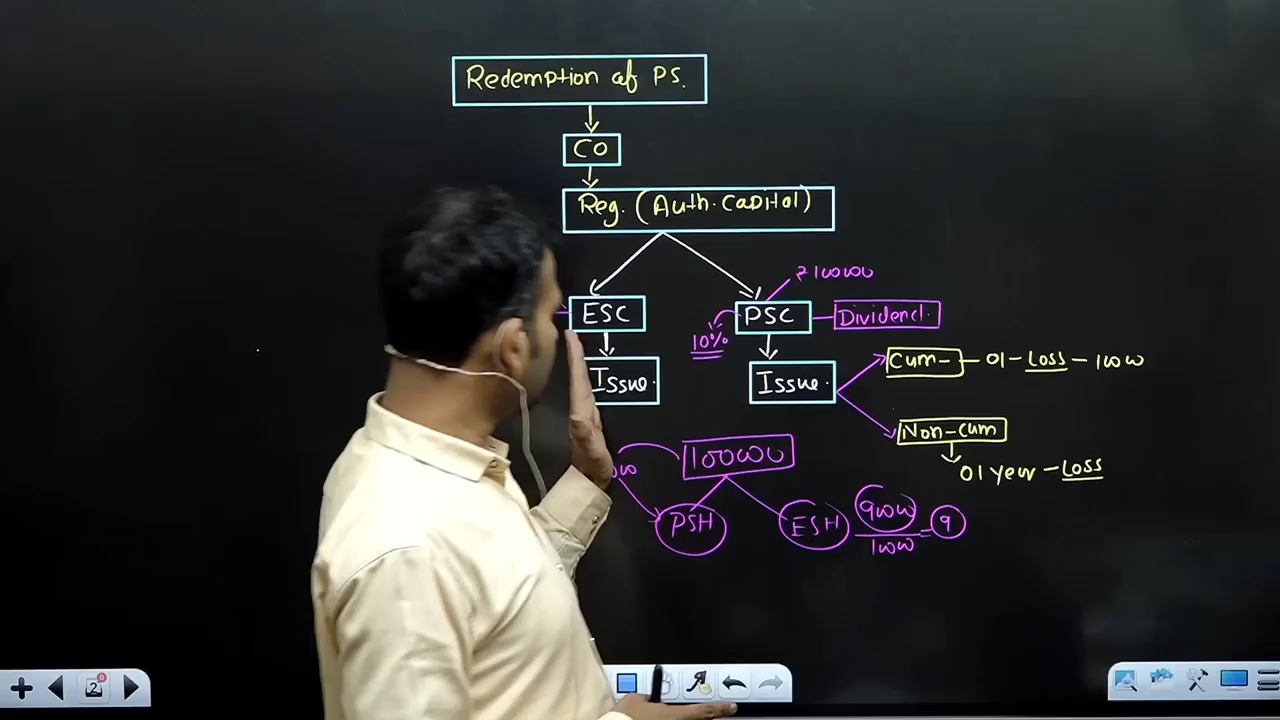 Redemption of PS.
CO
Reg. (Auth. Capital)
₹ 100000
ESC
PSC
Dividend.
10%
Issue.
Issue.
Cum-
01 - Loss - 1000
Non-cum
01 year - Loss
100000
PSH
ESH
9000
1000
= 9
2